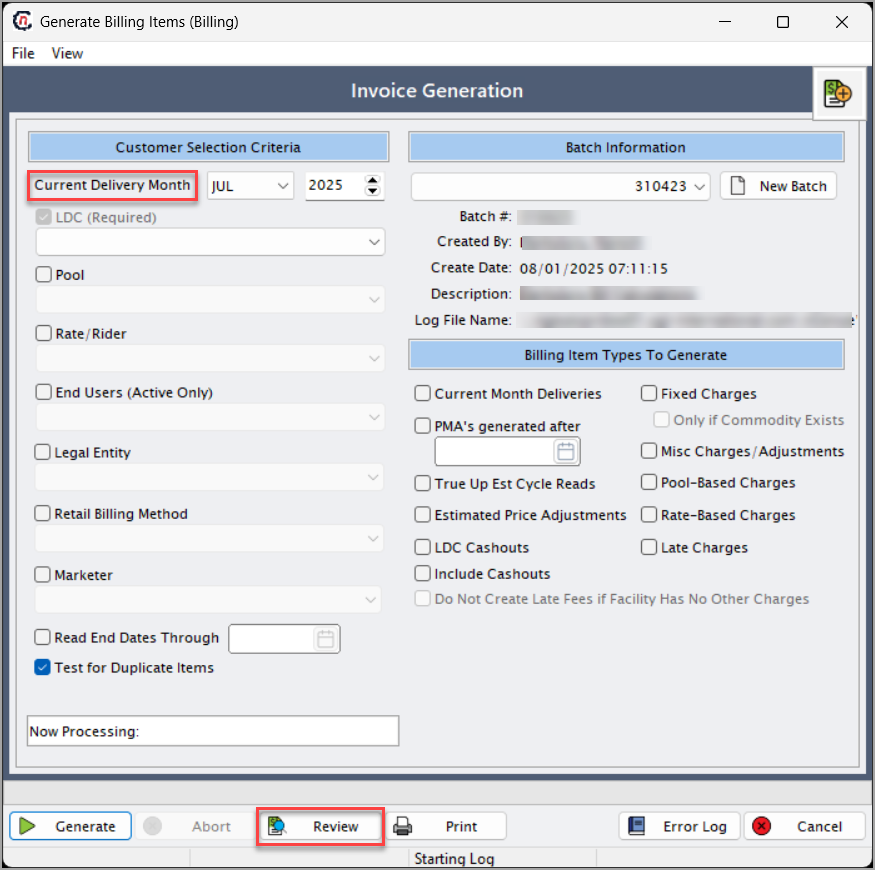 Generate Billing Items (Billing)
File View
Invoice Generation
Customer Selection Criteria
Current Delivery Month JUL 2025
LDC (Required)
Pool
Rate/Rider
End Users (Active Only)
Legal Entity
Retail Billing Method
Marketer
Read End Dates Through
Test for Duplicate Items
Now Processing:
Batch Information
310423 New Batch
Batch #:
Created By:
Create Date: 08/01/2025 07:11:15
Description:
Log File Name:
Billing Item Types To Generate
Current Month Deliveries
PMA's generated after
True Up Est Cycle Reads
Estimated Price Adjustments
LDC Cashouts
Include Cashouts
Do Not Create Late Fees if Facility Has No Other Charges
Fixed Charges
Only if Commodity Exists
Misc Charges/Adjustments
Pool-Based Charges
Rate-Based Charges
Late Charges
Generate Abort Review Print Error Log Cancel
Starting Log